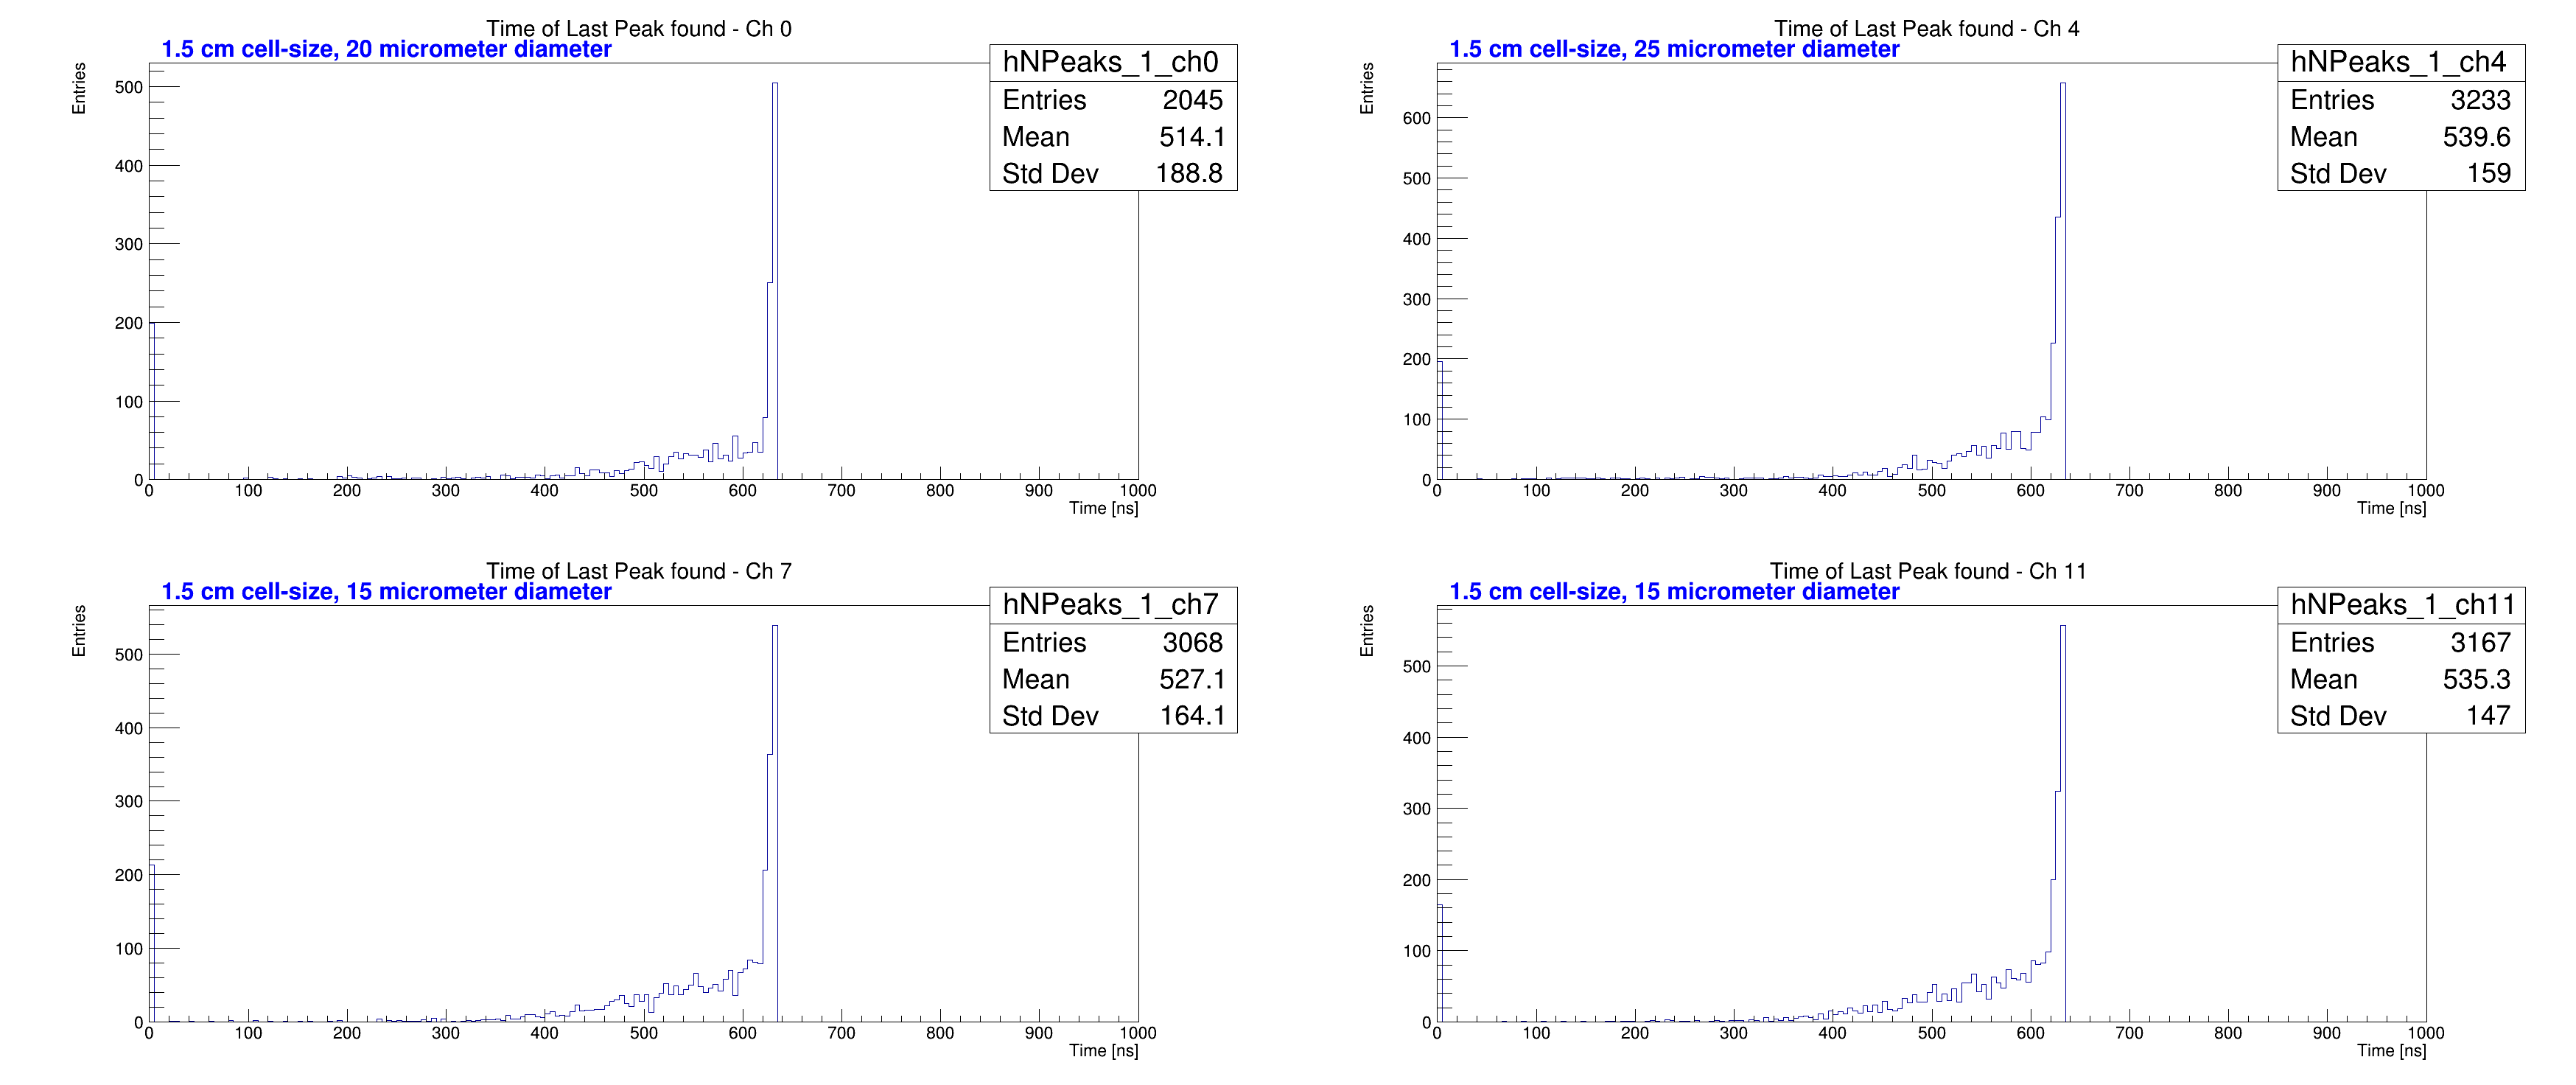 Time of Last Peak found - Ch 0
1.5 cm cell-size, 20 micrometer diameter
hNPeaks_1_ch0
Entries 2045
Mean 514.1
Std Dev 188.8
Entries
500
400
300
200
100
0
0 100 200 300 400 500 600 700 800 900 1000
Time [ns]
Time of Last Peak found - Ch 4
1.5 cm cell-size, 25 micrometer diameter
hNPeaks_1_ch4
Entries 3233
Mean 539.6
Std Dev 159
Entries
600
500
400
300
200
100
0
0 100 200 300 400 500 600 700 800 900 1000
Time [ns]
Time of Last Peak found - Ch 7
1.5 cm cell-size, 15 micrometer diameter
hNPeaks_1_ch7
Entries 3068
Mean 527.1
Std Dev 164.1
Entries
500
400
300
200
100
0
0 100 200 300 400 500 600 700 800 900 1000
Time [ns]
Time of Last Peak found - Ch 11
1.5 cm cell-size, 15 micrometer diameter
hNPeaks_1_ch11
Entries 3167
Mean 535.3
Std Dev 147
Entries
500
400
300
200
100
0
0 100 200 300 400 500 600 700 800 900 1000
Time [ns]